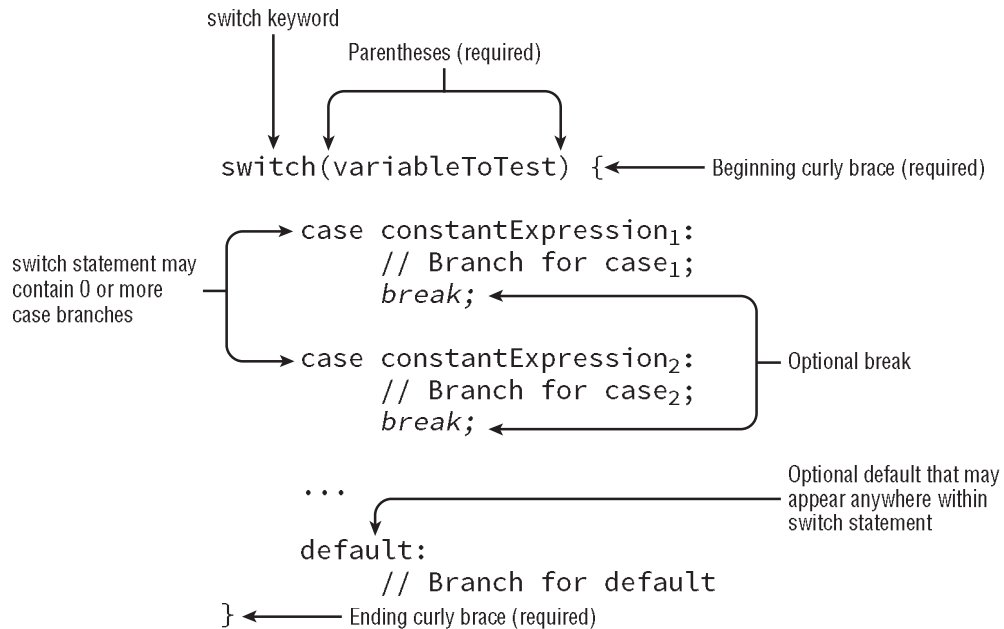 switch keyword
Parentheses (required)
switch(variableToTest) {
Beginning curly brace (required)
switch statement may
contain 0 or more
case branches
case constantExpression₁:
// Branch for case₁;
break;
Optional break
case constantExpression₂:
// Branch for case₂;
break;
...
Optional default that may
appear anywhere within
switch statement
default:
// Branch for default
}
Ending curly brace (required)